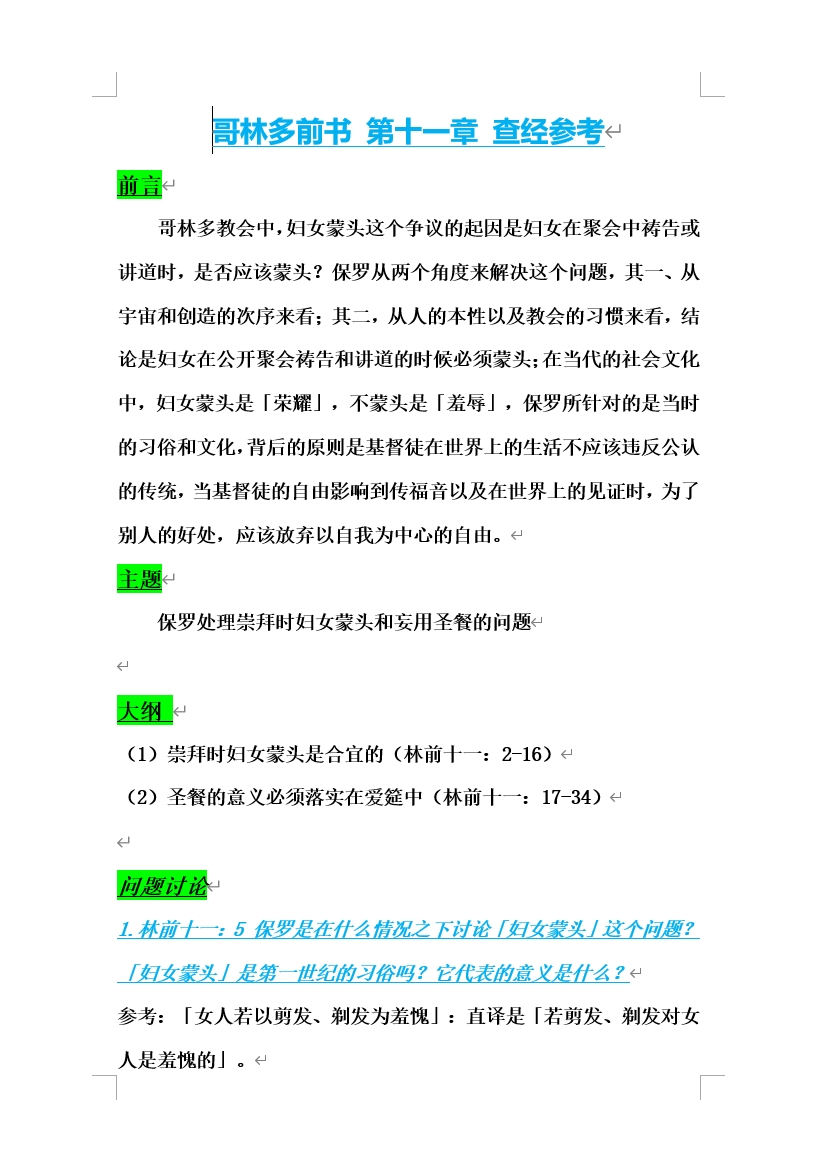 哥林多前书 第十一章 查经参考
前言
哥林多教会中，妇女蒙头这个争议的起因是妇女在聚会中祷告或
讲道时，是否应该蒙头？保罗从两个角度来解决这个问题，其一、从
宇宙和创造的次序来看；其二，从人的本性以及教会的习惯来看，结
论是妇女在公开聚会祷告和讲道的时候必须蒙头；在当代的社会文化
中，妇女蒙头是「荣耀」，不蒙头是「羞辱」，保罗所针对的是当时
的习俗和文化，背后的原则是基督徒在世界上的生活不应该违反公认
的传统，当基督徒的自由影响到传福音以及在世界上的见证时，为了
别人的好处，应该放弃以自我为中心的自由。
主题
保罗处理崇拜时妇女蒙头和妄用圣餐的问题
大纲
（1）崇拜时妇女蒙头是合宜的（林前十一：2-16）
（2）圣餐的意义必须落实在爱筵中（林前十一：17-34）
问题讨论
1.林前十一：5 保罗是在什么情况之下讨论「妇女蒙头」这个问题？
「妇女蒙头」是第一世纪的习俗吗？它代表的意义是什么？
参考：「女人若以剪发、剃发为羞愧」：直译是「若剪发、剃发对女
人是羞愧的」。